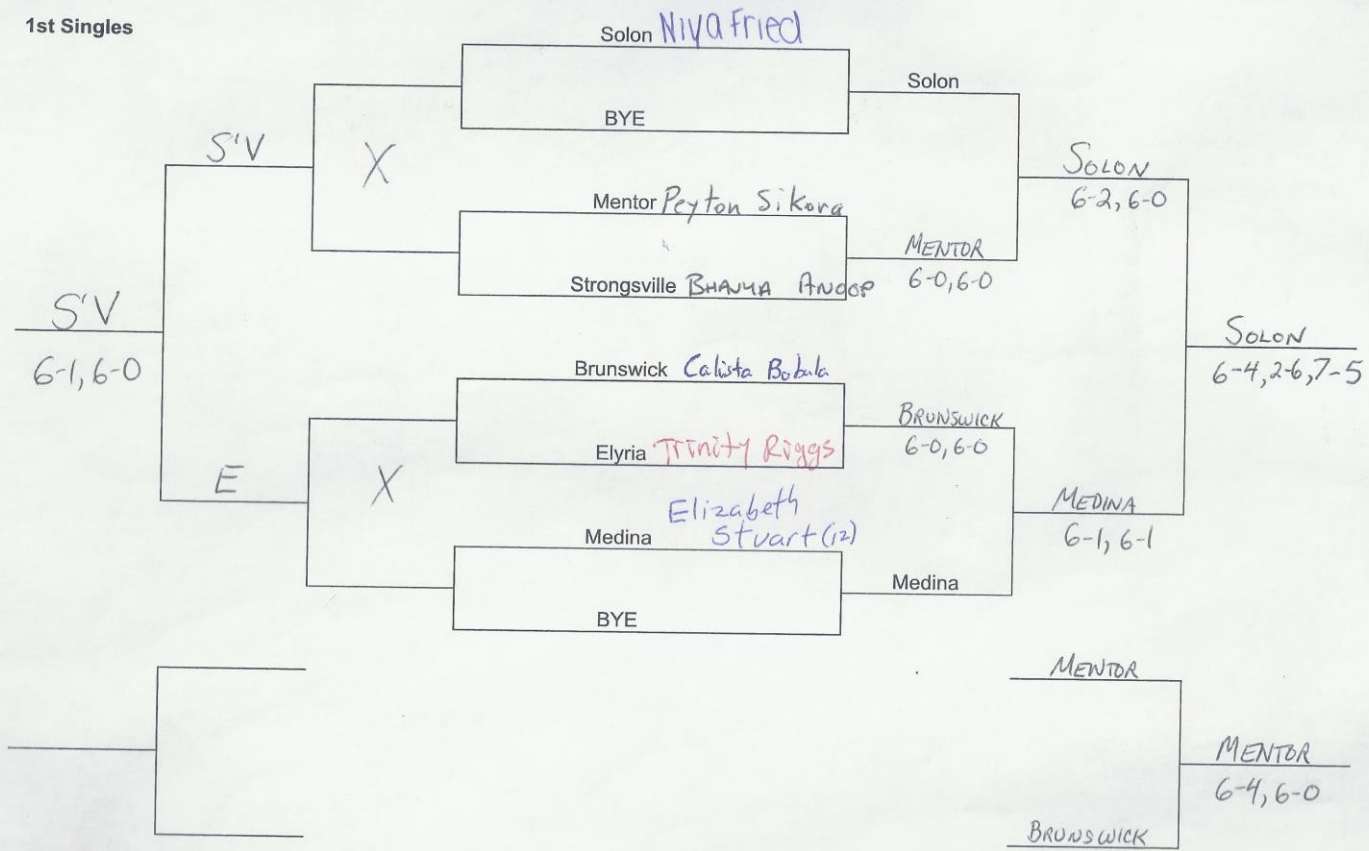 1st Singles
Solon Niya Fried
Solon
BYE
S'V
X
SOLON
6-2, 6-0
Mentor Peyton Sikora
MENTOR
6-0, 6-0
Strongsville BHAVYA ANOOP
S'V
6-1, 6-0
SOLON
6-4, 2-6, 7-5
Brunswick Calista Bobula
BRUNSWICK
6-0, 6-0
Elyria Trinity Riggs
E
X
MEDINA
6-1, 6-1
Elizabeth
Medina Stuart (12)
Medina
BYE
MENTOR
MENTOR
6-4, 6-0
BRUNSWICK